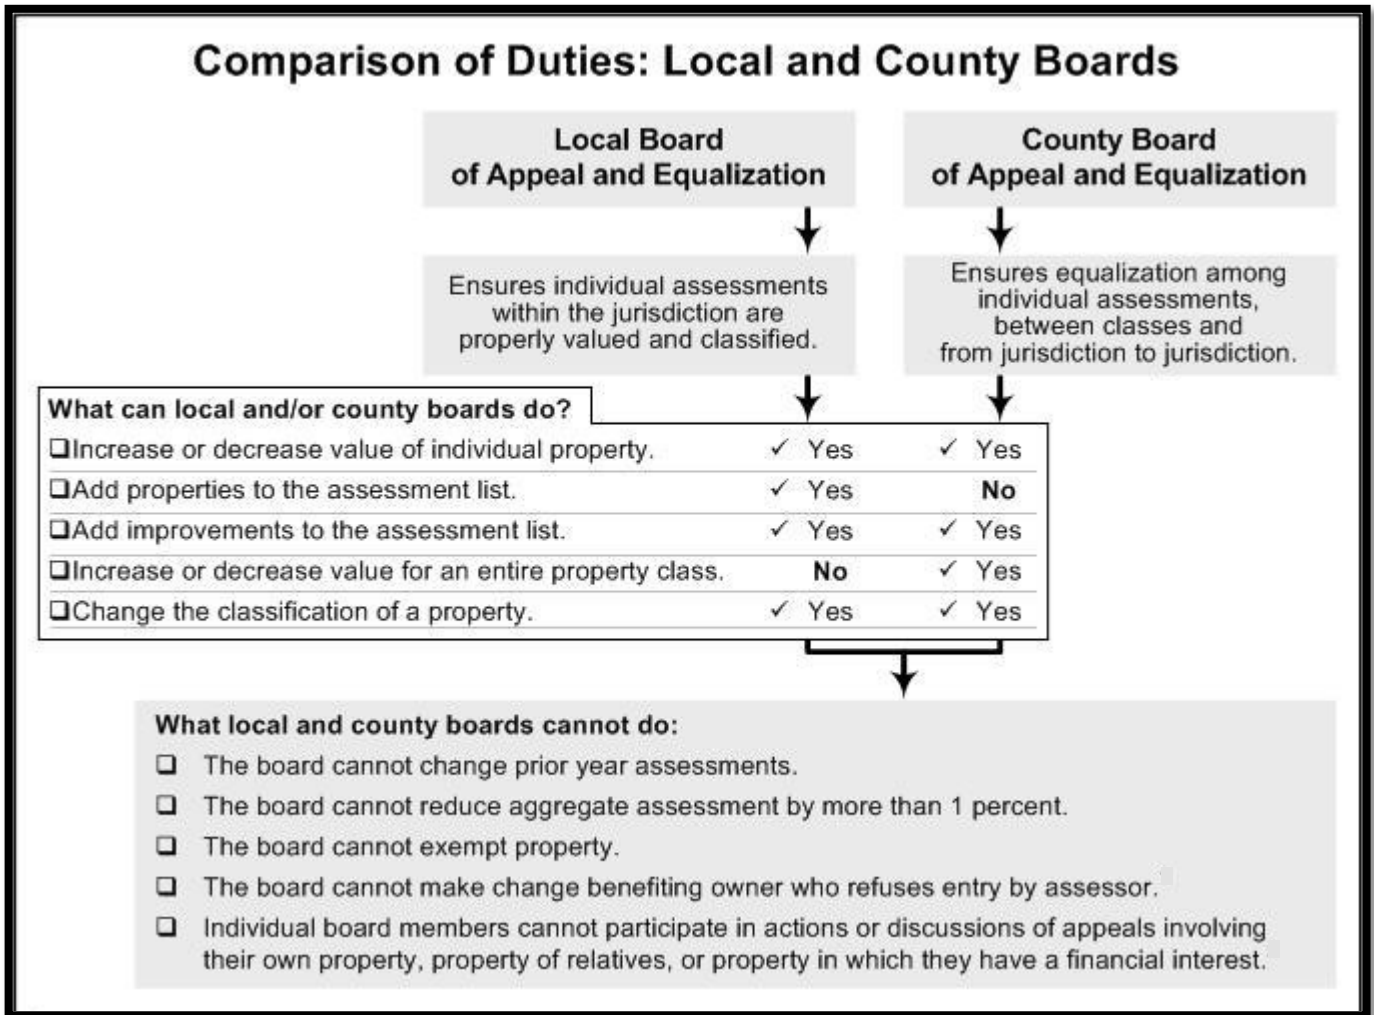 Comparison of Duties: Local and County Boards
Local Board
of Appeal and Equalization
County Board
of Appeal and Equalization
Ensures individual assessments
within the jurisdiction are
properly valued and classified.
Ensures equalization among
individual assessments,
between classes and
from jurisdiction to jurisdiction.
What can local and/or county boards do?
❑Increase or decrease value of individual property. ✓ Yes ✓ Yes
❑Add properties to the assessment list. ✓ Yes No
❑Add improvements to the assessment list. ✓ Yes ✓ Yes
❑Increase or decrease value for an entire property class. No ✓ Yes
❑Change the classification of a property. ✓ Yes ✓ Yes
What local and county boards cannot do:
❑ The board cannot change prior year assessments.
❑ The board cannot reduce aggregate assessment by more than 1 percent.
❑ The board cannot exempt property.
❑ The board cannot make change benefiting owner who refuses entry by assessor.
❑ Individual board members cannot participate in actions or discussions of appeals involving
their own property, property of relatives, or property in which they have a financial interest.